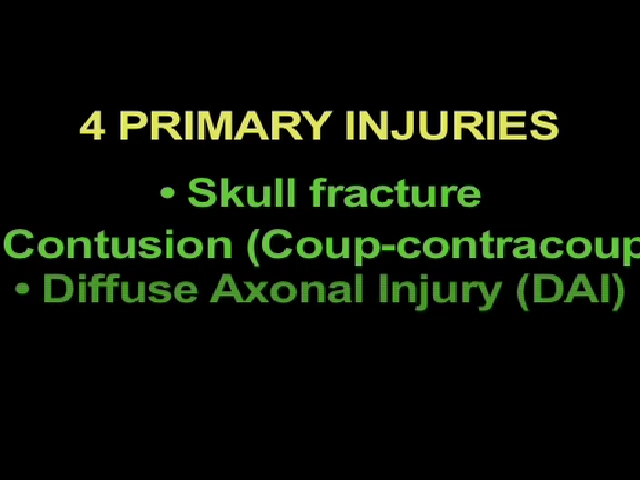 4 PRIMARY INJURIES
• Skull fracture
Contusion (Coup-contracoup
• Diffuse Axonal Injury (DAI)